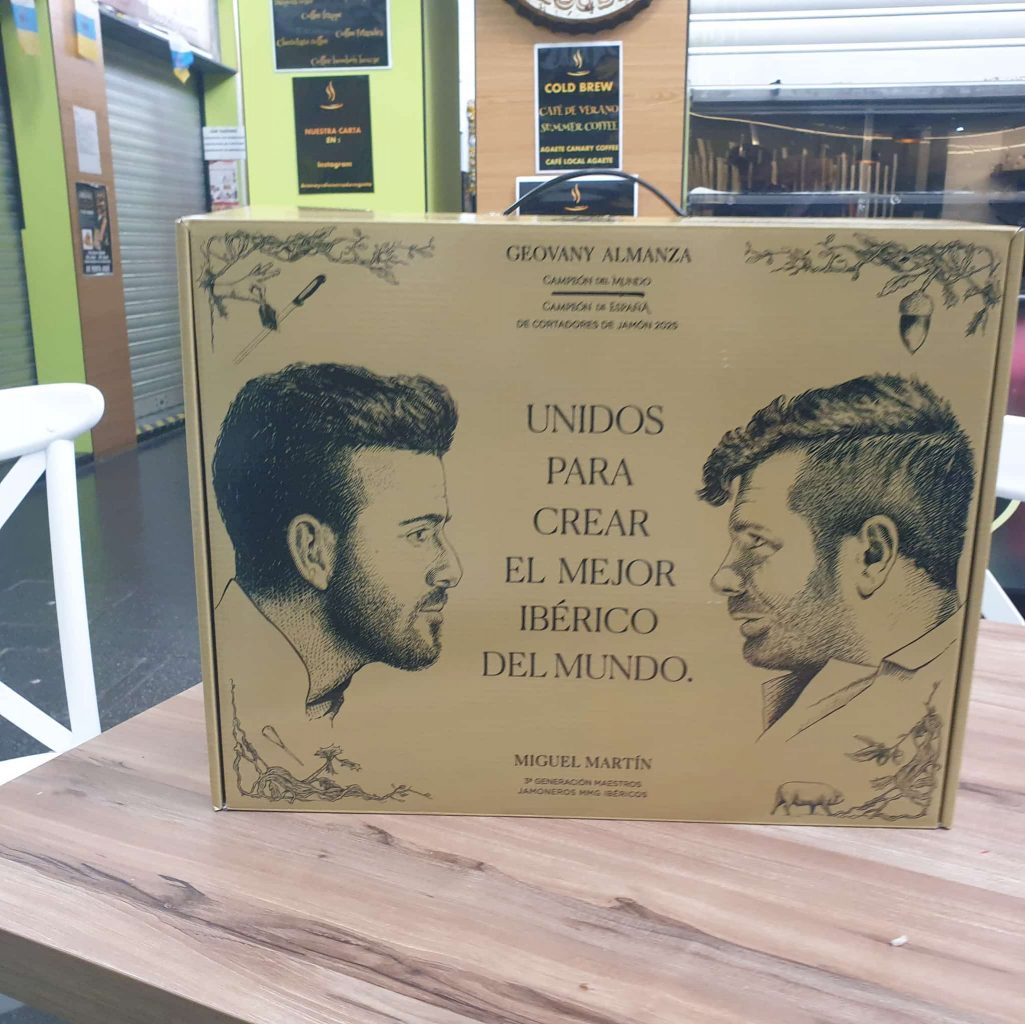 Coffee frappe
COLD BREW
CAFÉ DE VERANO
SUMMER COFFEE
AGAETE CANARY COFFEE
CAFÉ LOCAL AGAETE
NUESTRA CARTA
EN :
Instagram
GEOVANY ALMANZA
CAMPEÓN DEL MUNDO
CAMPEÓN DE ESPAÑA
DE CORTADORES DE JAMÓN 2025
UNIDOS
PARA
CREAR
EL MEJOR
IBÉRICO
DEL MUNDO.
MIGUEL MARTÍN
3ª GENERACIÓN MAESTROS
JAMONEROS MMG IBÉRICOS